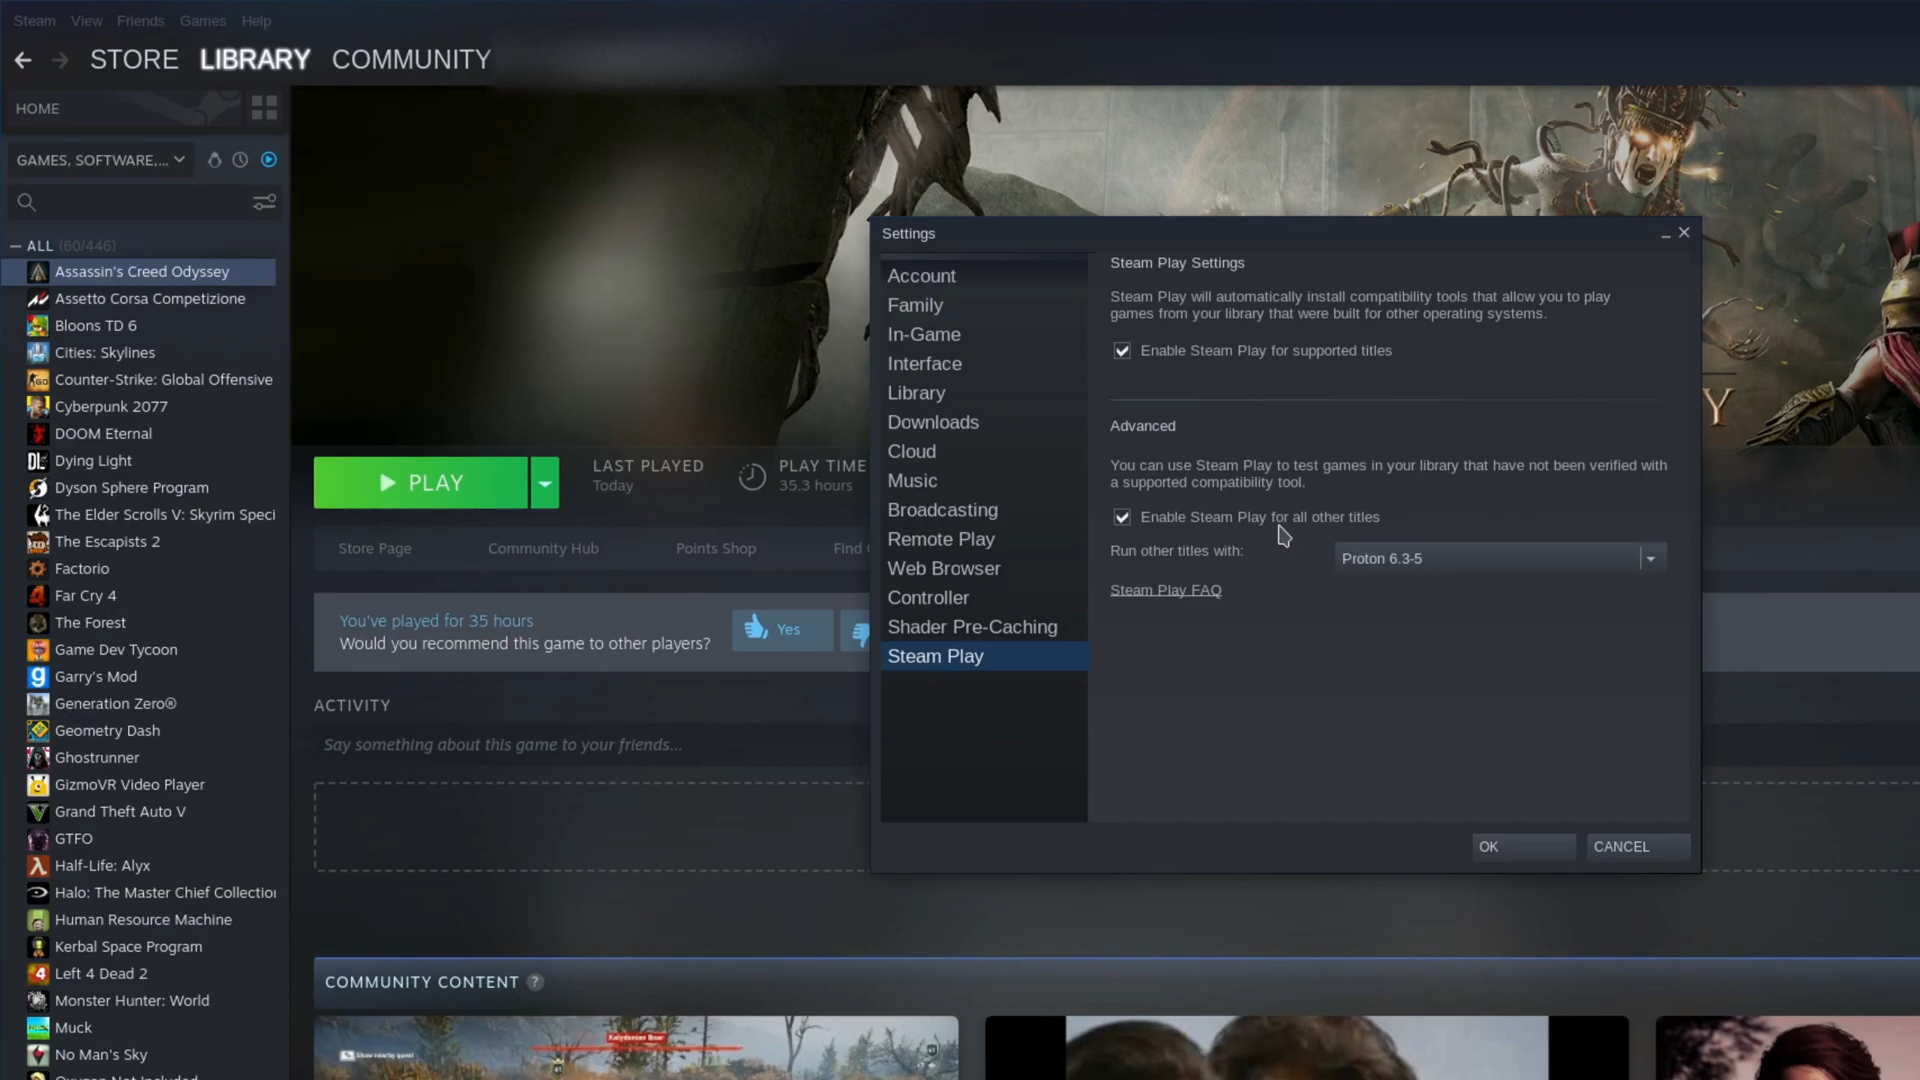 Steam View Friends Games Help
STORE LIBRARY COMMUNITY
HOME
GAMES, SOFTWARE,...
ALL (60/446)
Assassin's Creed Odyssey
Assetto Corsa Competizione
Bloons TD 6
Cities: Skylines
Counter-Strike: Global Offensive
Cyberpunk 2077
DOOM Eternal
Dying Light
Dyson Sphere Program
The Elder Scrolls V: Skyrim Speci
The Escapists 2
Factorio
Far Cry 4
The Forest
Game Dev Tycoon
Garry's Mod
Generation Zero®
Geometry Dash
Ghostrunner
GizmoVR Video Player
Grand Theft Auto V
GTFO
Half-Life: Alyx
Halo: The Master Chief Collection
Human Resource Machine
Kerbal Space Program
Left 4 Dead 2
Monster Hunter: World
Muck
No Man's Sky
Oxygen Not Included
PLAY
LAST PLAYED
Today
PLAY TIME
35.3 hours
Store Page
Community Hub
Points Shop
Find
You've played for 35 hours
Would you recommend this game to other players?
Yes
ACTIVITY
Say something about this game to your friends...
COMMUNITY CONTENT ?
Show nearby quest
Kalydonian Boar
Settings
Account
Family
In-Game
Interface
Library
Downloads
Cloud
Music
Broadcasting
Remote Play
Web Browser
Controller
Shader Pre-Caching
Steam Play
Steam Play Settings
Steam Play will automatically install compatibility tools that allow you to play
games from your library that were built for other operating systems.
Enable Steam Play for supported titles
Advanced
You can use Steam Play to test games in your library that have not been verified with
a supported compatibility tool.
Enable Steam Play for all other titles
Run other titles with:
Proton 6.3-5
Steam Play FAQ
OK
CANCEL
Y